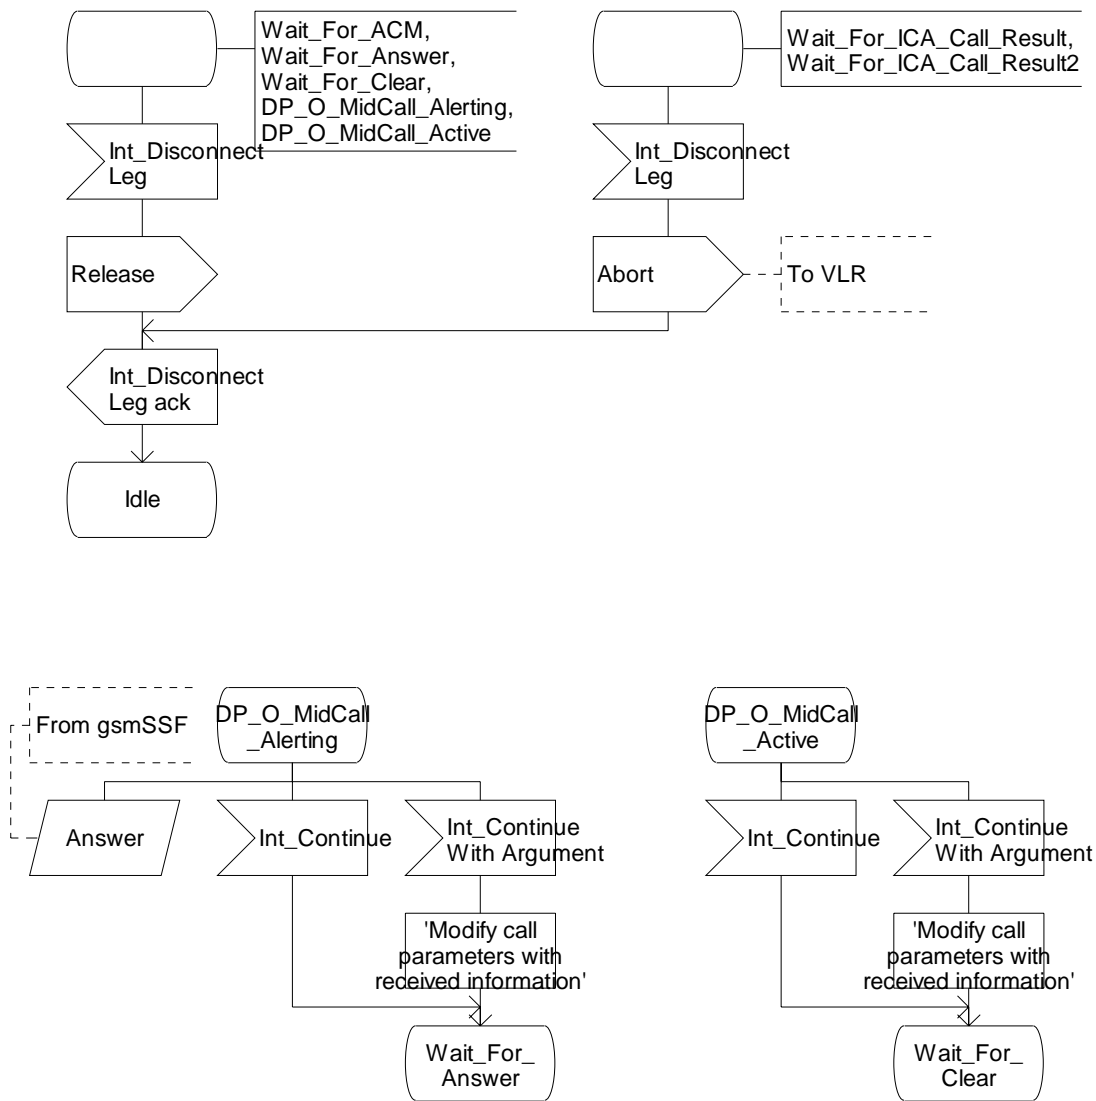 Wait_For_ACM,
Wait_For_Answer,
Wait_For_Clear,
DP_O_MidCall_Alerting,
DP_O_MidCall_Active
Wait_For_ICA_Call_Result,
Wait_For_ICA_Call_Result2
Int_Disconnect
Leg
Int_Disconnect
Leg
Release
Abort
To VLR
Int_Disconnect
Leg ack
Idle
From gsmSSF
DP_O_MidCall
_Alerting
DP_O_MidCall
_Active
Answer
Int_Continue
Int_Continue
With Argument
Int_Continue
Int_Continue
With Argument
'Modify call
parameters with
received information'
'Modify call
parameters with
received information'
Wait_For_
Answer
Wait_For_
Clear